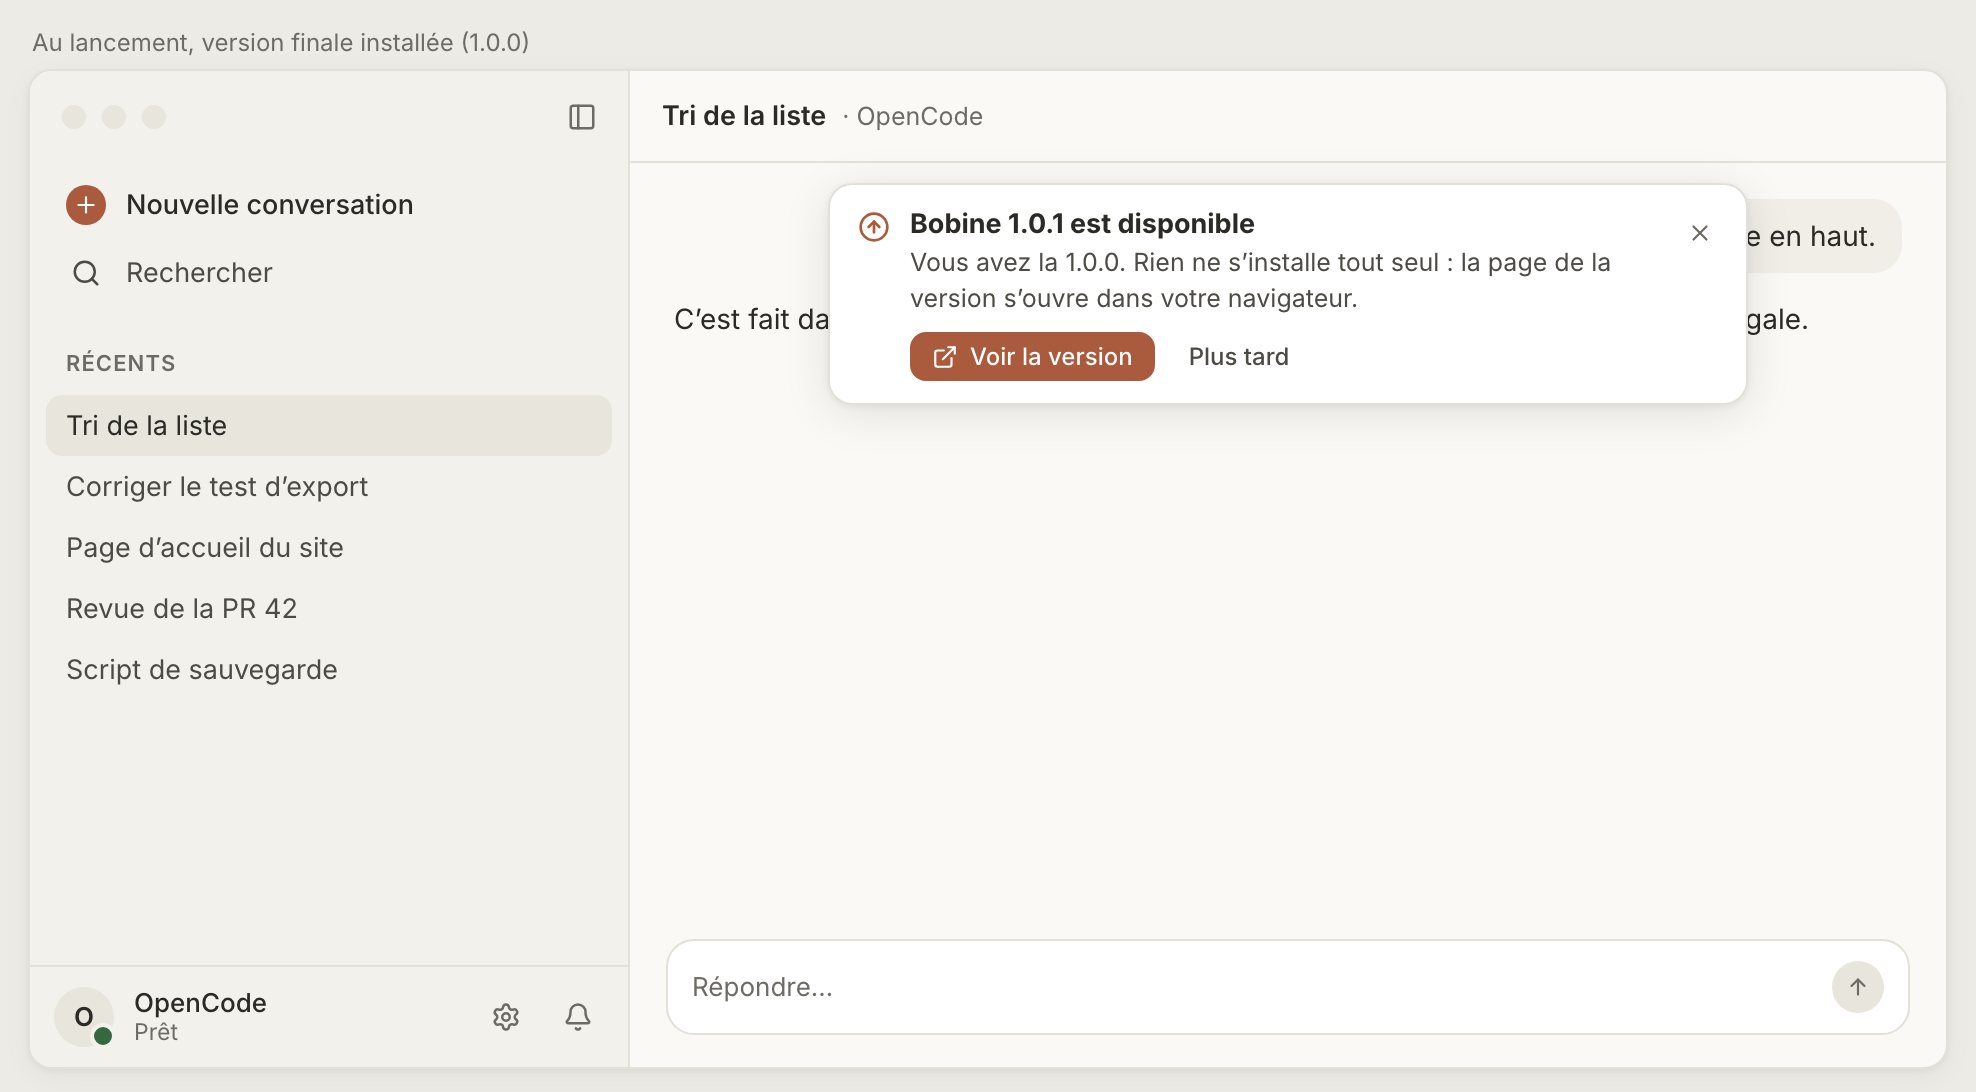 Au lancement, version finale installée (1.0.0)
Nouvelle conversation
Rechercher
RÉCENTS
Tri de la liste
Corriger le test d’export
Page d’accueil du site
Revue de la PR 42
Script de sauvegarde
O
OpenCode
Prêt
Tri de la liste · OpenCode
e en haut.
Bobine 1.0.1 est disponible
Vous avez la 1.0.0. Rien ne s’installe tout seul : la page de la
version s’ouvre dans votre navigateur.
Voir la version
Plus tard
C’est fait da
gale.
Répondre...